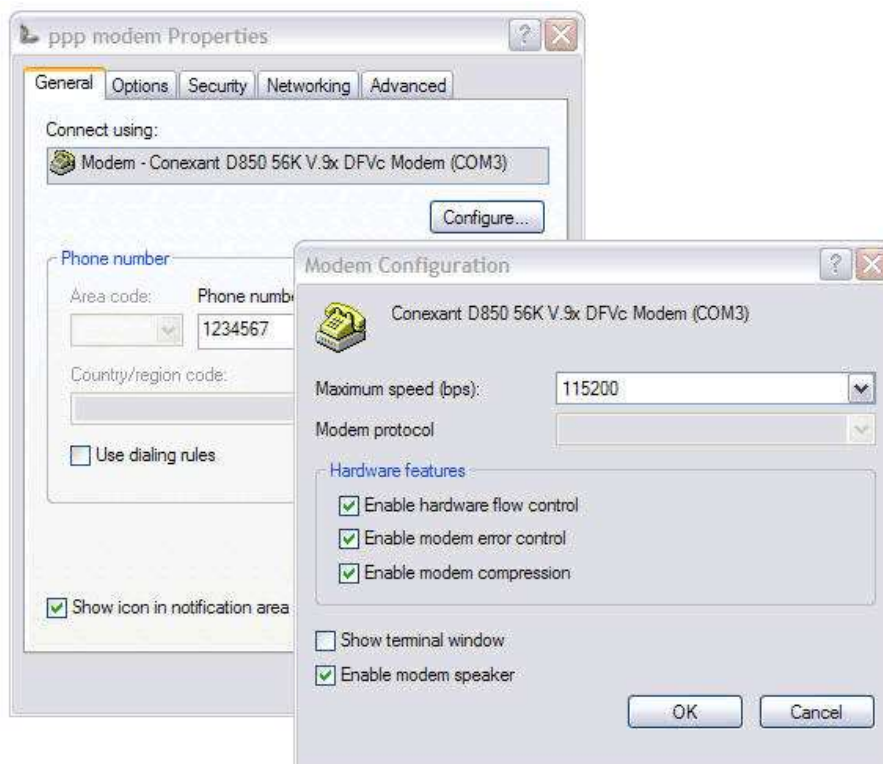 ppp modem Properties
General Options Security Networking Advanced
Connect using:
Modem - Conexant D850 56K V.9x DFVc Modem (COM3)
Configure...
Phone number
Area code:
1234567
Country/region code:
Use dialing rules
Show icon in notification area
Modem Configuration
Conexant D850 56K V.9x DFVc Modem (COM3)
Maximum speed (bps): 115200
Modem protocol
Hardware features
Enable hardware flow control
Enable modem error control
Enable modem compression
Show terminal window
Enable modem speaker
OK Cancel